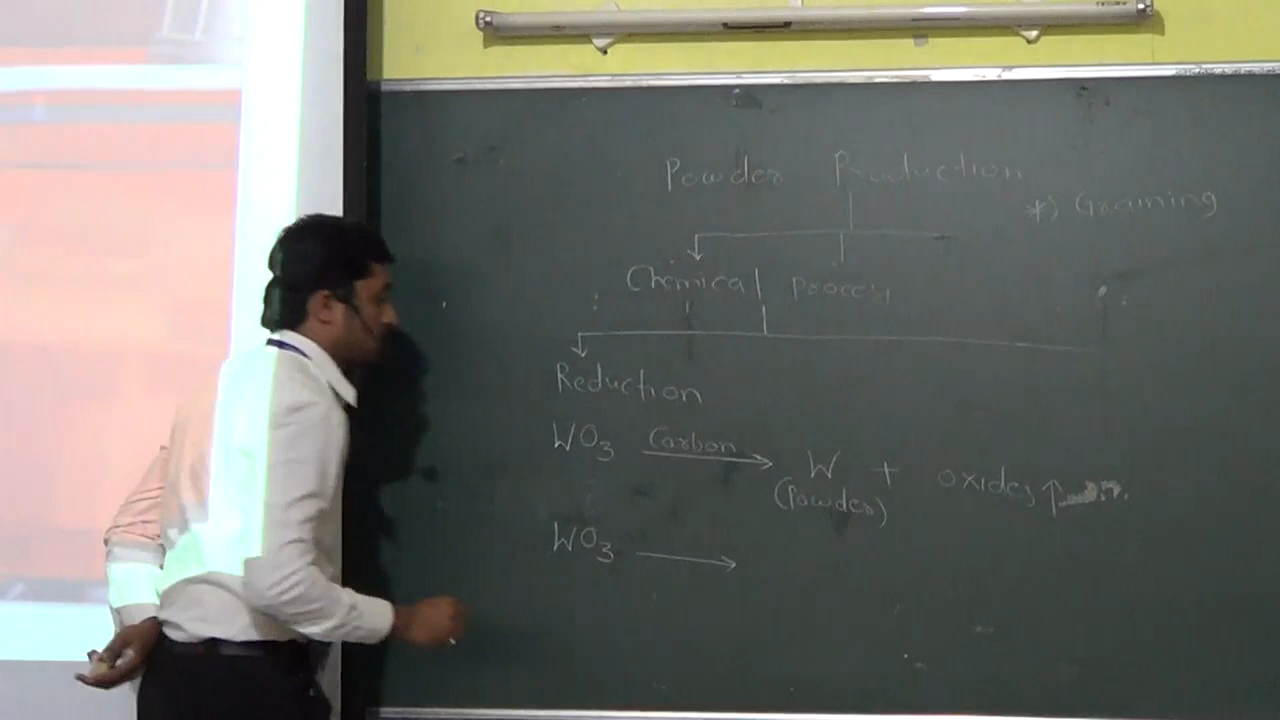 Powder Production
*) Graining
Chemical process
Reduction
WO3 Carbon W + oxides ↑
(Powder)
WO3